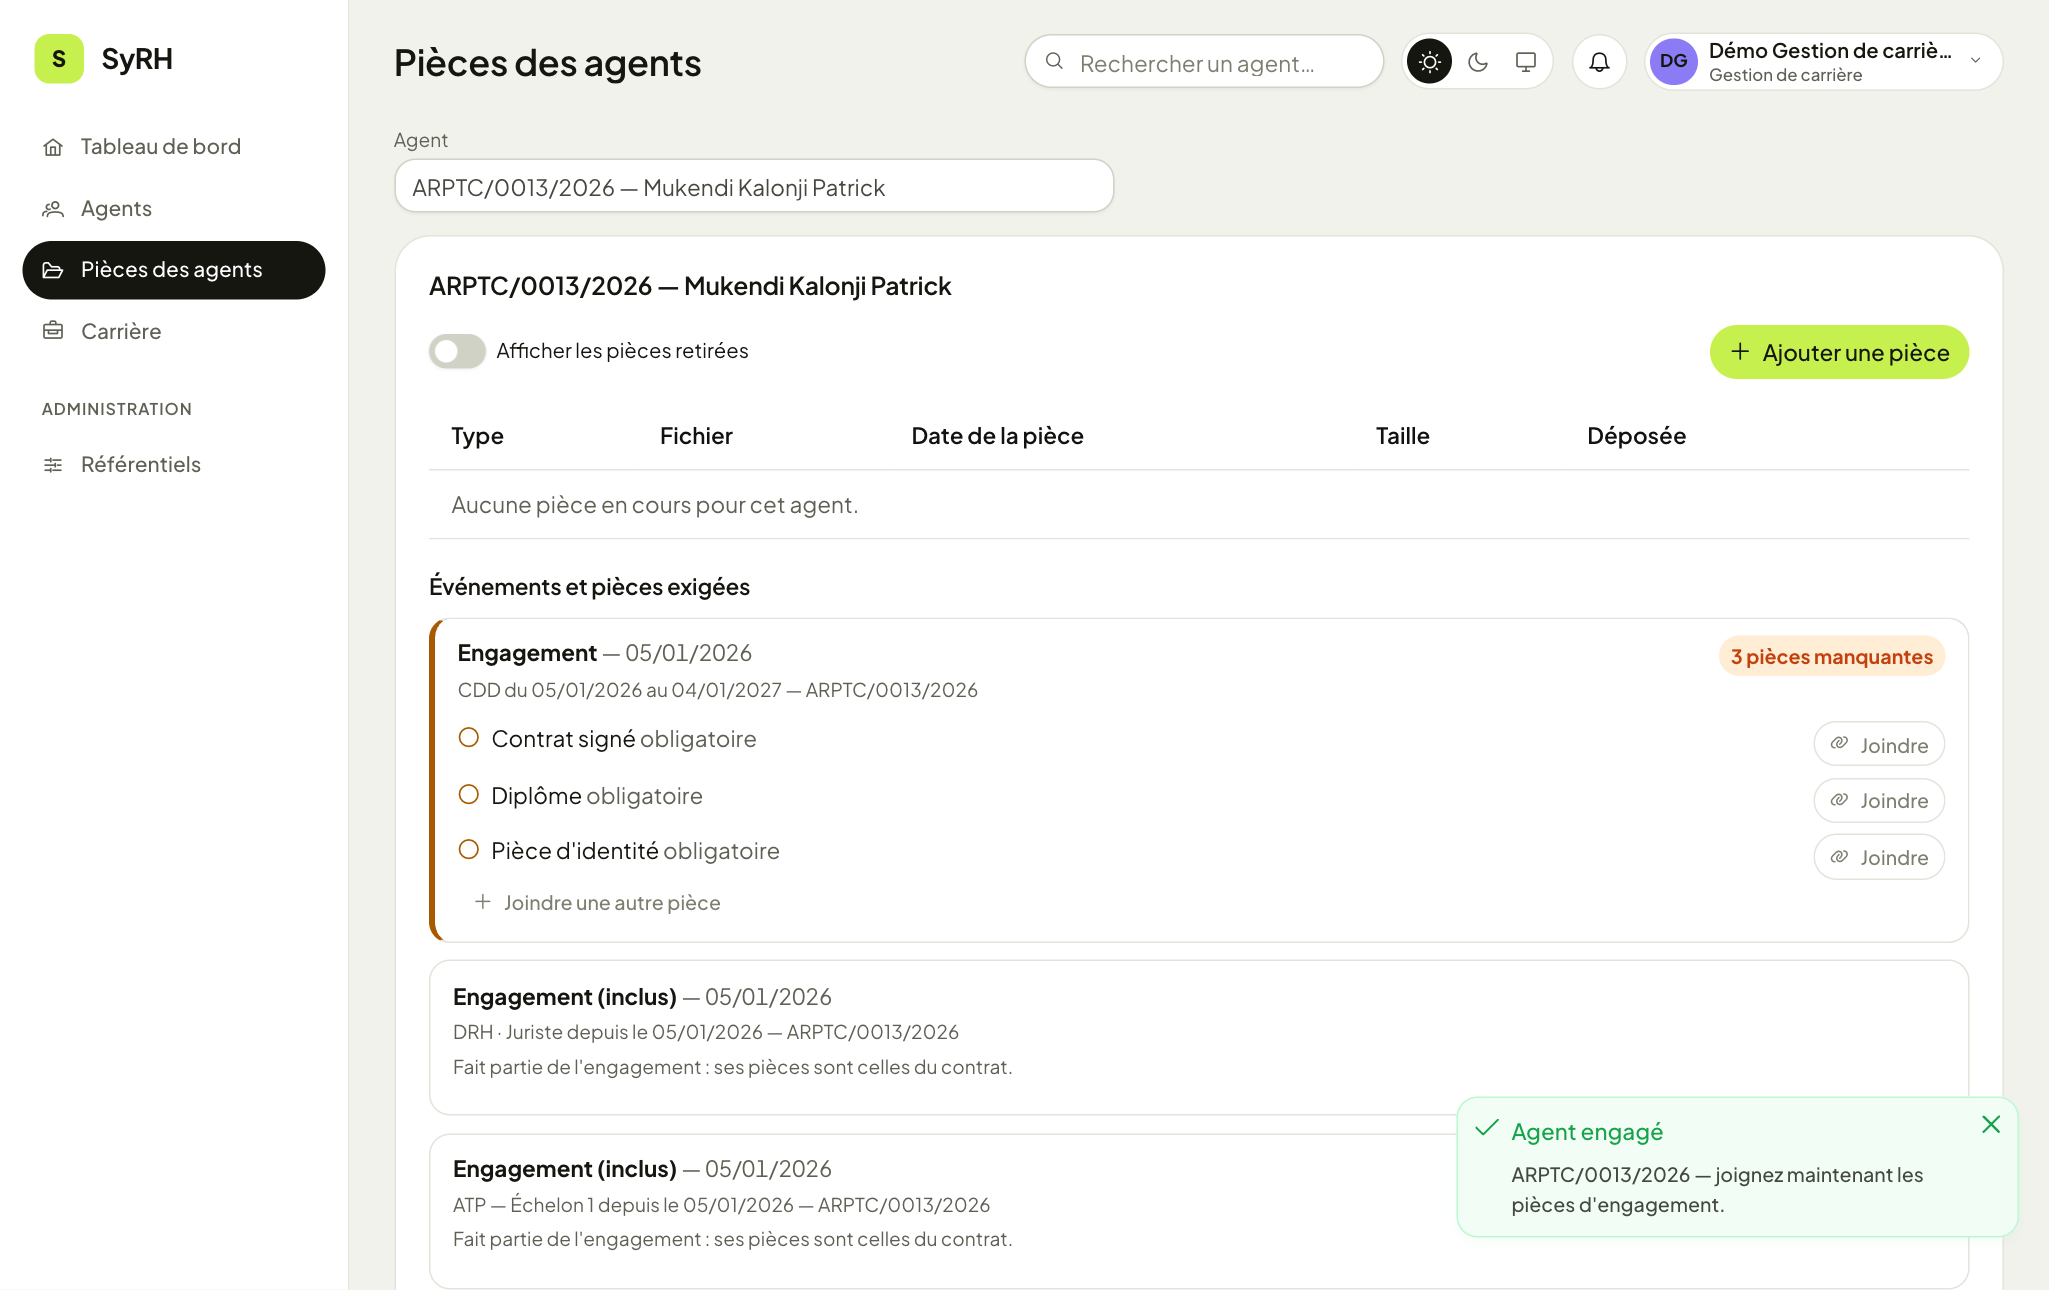 S SyRH
Tableau de bord
Agents
Pièces des agents
Carrière
ADMINISTRATION
Référentiels
Pièces des agents
Rechercher un agent...
DG
Démo Gestion de carriè...
Gestion de carrière
Agent
ARPTC/0013/2026 — Mukendi Kalonji Patrick
ARPTC/0013/2026 — Mukendi Kalonji Patrick
Afficher les pièces retirées
Ajouter une pièce
Type Fichier Date de la pièce Taille Déposée
Aucune pièce en cours pour cet agent.
Événements et pièces exigées
Engagement — 05/01/2026
3 pièces manquantes
CDD du 05/01/2026 au 04/01/2027 — ARPTC/0013/2026
Contrat signé obligatoire
Joindre
Diplôme obligatoire
Joindre
Pièce d'identité obligatoire
Joindre
Joindre une autre pièce
Engagement (inclus) — 05/01/2026
DRH · Juriste depuis le 05/01/2026 — ARPTC/0013/2026
Fait partie de l'engagement : ses pièces sont celles du contrat.
Engagement (inclus) — 05/01/2026
ATP — Échelon 1 depuis le 05/01/2026 — ARPTC/0013/2026
Fait partie de l'engagement : ses pièces sont celles du contrat.
Agent engagé
ARPTC/0013/2026 — joignez maintenant les
pièces d'engagement.